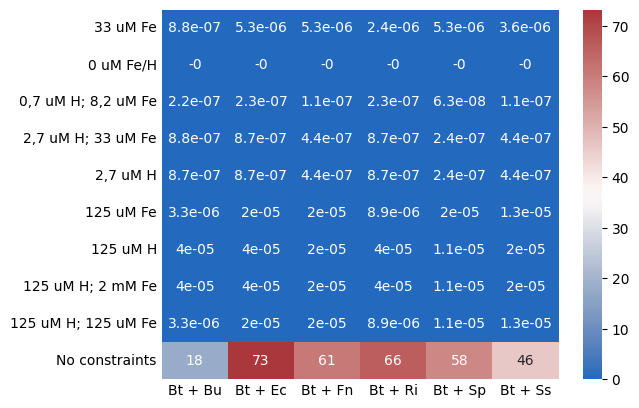 33 uM Fe 8.8e-07 5.3e-06 5.3e-06 2.4e-06 5.3e-06 3.6e-06
0 uM Fe/H -0 -0 -0 -0 -0 -0
0,7 uM H; 8,2 uM Fe 2.2e-07 2.3e-07 1.1e-07 2.3e-07 6.3e-08 1.1e-07
2,7 uM H; 33 uM Fe 8.8e-07 8.7e-07 4.4e-07 8.7e-07 2.4e-07 4.4e-07
2,7 uM H 8.7e-07 8.7e-07 4.4e-07 8.7e-07 2.4e-07 4.4e-07
125 uM Fe 3.3e-06 2e-05 2e-05 8.9e-06 2e-05 1.3e-05
125 uM H 4e-05 4e-05 2e-05 4e-05 1.1e-05 2e-05
125 uM H; 2 mM Fe 4e-05 4e-05 2e-05 4e-05 1.1e-05 2e-05
125 uM H; 125 uM Fe 3.3e-06 2e-05 2e-05 8.9e-06 1.1e-05 1.3e-05
No constraints 18 73 61 66 58 46
Bt + Bu Bt + Ec Bt + Fn Bt + Ri Bt + Sp Bt + Ss
70
60
50
40
30
20
10
0